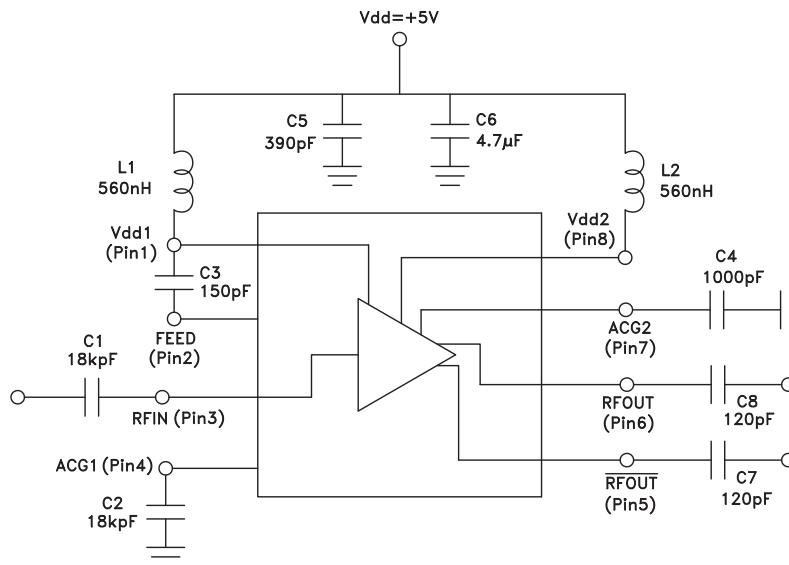 Vdd=+5V
C5
390pF
C6
4.7µF
L1
560nH
L2
560nH
Vdd1
(Pin1)
Vdd2
(Pin8)
C3
150pF
C4
1000pF
FEED
(Pin2)
ACG2
(Pin7)
C1
18kpF
RFIN (Pin3)
RFOUT
(Pin6)
C8
120pF
ACG1 (Pin4)
C2
18kpF
RFOUT
(Pin5)
C7
120pF